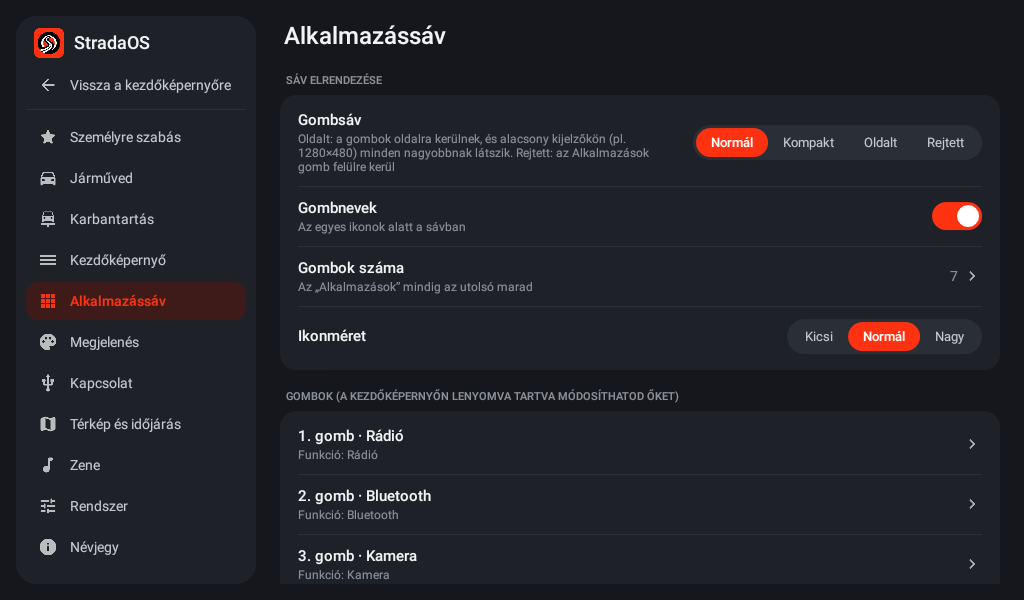 StradaOS
Vissza a kezdőképernyőre
Személyre szabás
Járműved
Karbantartás
Kezdőképernyő
Alkalmazássáv
Megjelenés
Kapcsolat
Térkép és időjárás
Zene
Rendszer
Névjegy
Alkalmazássáv
SÁV ELRENDEZÉSE
Gombsáv
Oldalt: a gombok oldalra kerülnek, és alacsony kijelzőkön (pl.
1280×480) minden nagyobbnak látszik. Rejtett: az Alkalmazások
gomb felülre kerül
Normál Kompakt Oldalt Rejtett
Gombnevek
Az egyes ikonok alatt a sávban
Gombok száma
Az „Alkalmazások” mindig az utolsó marad
7
Ikonméret
Kicsi Normál Nagy
GOMBOK (A KEZDŐKÉPERNYŐN LENYOMVA TARTVA MÓDOSÍTHATOD ŐKET)
1. gomb · Rádió
Funkció: Rádió
2. gomb · Bluetooth
Funkció: Bluetooth
3. gomb · Kamera
Funkció: Kamera